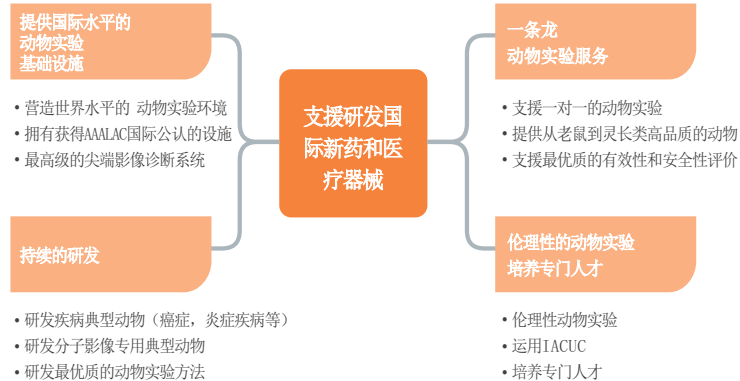 提供国际水平的
动物实验
基础设施
• 营造世界水平的 动物实验环境
• 拥有获得AAALAC国际公认的设施
• 最高级的尖端影像诊断系统
持续的研发
• 研发疾病典型动物（癌症，炎症疾病等）
• 研发分子影像专用典型动物
• 研发最优质的动物实验方法
支援研发国
际新药和医
疗器械
一条龙
动物实验服务
• 支援一对一的动物实验
• 提供从老鼠到灵长类高品质的动物
• 支援最优质的有效性和安全性评价
伦理性的动物实验
培养专门人才
• 伦理性动物实验
• 运用IACUC
• 培养专门人才